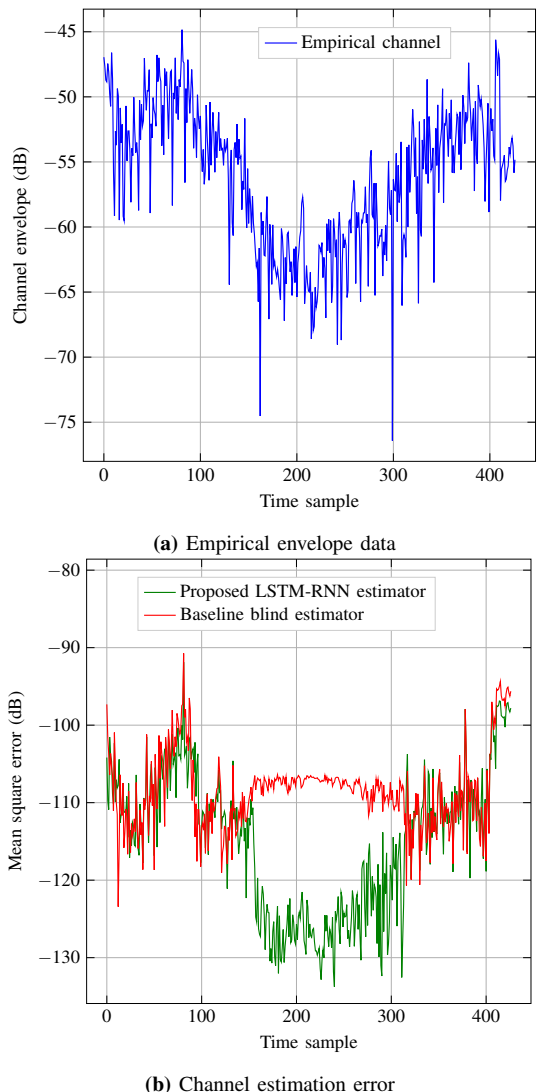 −45
−50
−55
−60
−65
−70
−75
Channel envelope (dB)
Empirical channel
0 100 200 300 400
Time sample
(a) Empirical envelope data
−80
−90
−100
−110
−120
−130
Mean square error (dB)
Proposed LSTM-RNN estimator
Baseline blind estimator
0 100 200 300 400
Time sample
(b) Channel estimation error